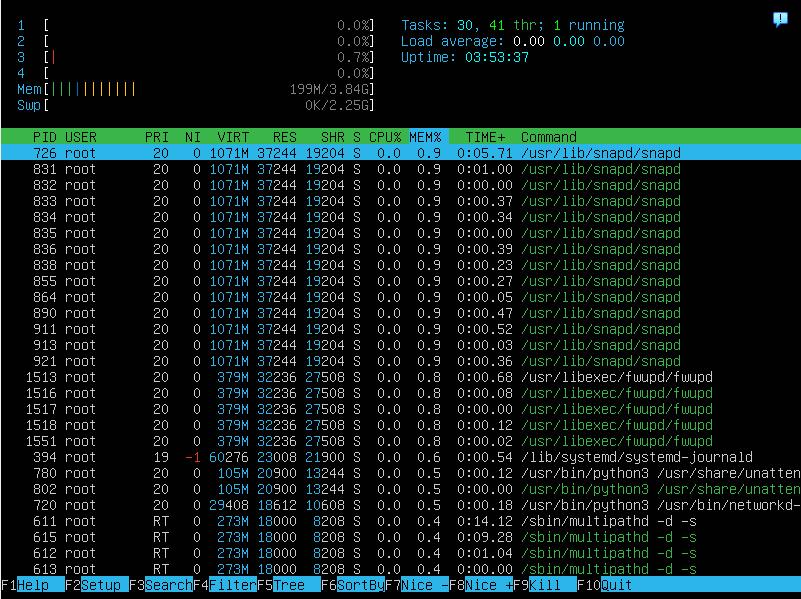 1 [ 0.0%] Tasks: 30, 41 thr; 1 running
2 [ 0.0%] Load average: 0.00 0.00 0.00
3 [| 0.7%] Uptime: 03:53:37
4 [ 0.0%]
Mem[||||||||||| 199M/3.84G]
Swp[ 0K/2.25G]
PID USER PRI NI VIRT RES SHR S CPU% MEM% TIME+ Command
726 root 20 0 1071M 37244 19204 S 0.0 0.9 0:05.71 /usr/lib/snapd/snapd
831 root 20 0 1071M 37244 19204 S 0.0 0.9 0:01.00 /usr/lib/snapd/snapd
832 root 20 0 1071M 37244 19204 S 0.0 0.9 0:00.00 /usr/lib/snapd/snapd
833 root 20 0 1071M 37244 19204 S 0.0 0.9 0:00.37 /usr/lib/snapd/snapd
834 root 20 0 1071M 37244 19204 S 0.0 0.9 0:00.34 /usr/lib/snapd/snapd
835 root 20 0 1071M 37244 19204 S 0.0 0.9 0:00.00 /usr/lib/snapd/snapd
836 root 20 0 1071M 37244 19204 S 0.0 0.9 0:00.39 /usr/lib/snapd/snapd
838 root 20 0 1071M 37244 19204 S 0.0 0.9 0:00.23 /usr/lib/snapd/snapd
855 root 20 0 1071M 37244 19204 S 0.0 0.9 0:00.27 /usr/lib/snapd/snapd
864 root 20 0 1071M 37244 19204 S 0.0 0.9 0:00.05 /usr/lib/snapd/snapd
890 root 20 0 1071M 37244 19204 S 0.0 0.9 0:00.47 /usr/lib/snapd/snapd
911 root 20 0 1071M 37244 19204 S 0.0 0.9 0:00.52 /usr/lib/snapd/snapd
913 root 20 0 1071M 37244 19204 S 0.0 0.9 0:00.03 /usr/lib/snapd/snapd
921 root 20 0 1071M 37244 19204 S 0.0 0.9 0:00.36 /usr/lib/snapd/snapd
1513 root 20 0 379M 32236 27508 S 0.0 0.8 0:00.68 /usr/libexec/fwupd/fwupd
1516 root 20 0 379M 32236 27508 S 0.0 0.8 0:00.08 /usr/libexec/fwupd/fwupd
1517 root 20 0 379M 32236 27508 S 0.0 0.8 0:00.00 /usr/libexec/fwupd/fwupd
1518 root 20 0 379M 32236 27508 S 0.0 0.8 0:00.12 /usr/libexec/fwupd/fwupd
1551 root 20 0 379M 32236 27508 S 0.0 0.8 0:00.02 /usr/libexec/fwupd/fwupd
394 root 19 -1 60276 23008 21900 S 0.0 0.6 0:00.54 /lib/systemd/systemd-journald
780 root 20 0 105M 20900 13244 S 0.0 0.5 0:00.12 /usr/bin/python3 /usr/share/unatten
802 root 20 0 105M 20900 13244 S 0.0 0.5 0:00.00 /usr/bin/python3 /usr/share/unatten
720 root 20 0 29408 18612 10608 S 0.0 0.5 0:00.18 /usr/bin/python3 /usr/bin/networkd-
611 root RT 0 273M 18000 8208 S 0.0 0.4 0:14.12 /sbin/multipathd -d -s
615 root RT 0 273M 18000 8208 S 0.0 0.4 0:09.28 /sbin/multipathd -d -s
612 root RT 0 273M 18000 8208 S 0.0 0.4 0:01.04 /sbin/multipathd -d -s
613 root RT 0 273M 18000 8208 S 0.0 0.4 0:00.00 /sbin/multipathd -d -s
F1Help F2Setup F3SearchF4FilterF5Tree F6SortByF7Nice -F8Nice +F9Kill F10Quit